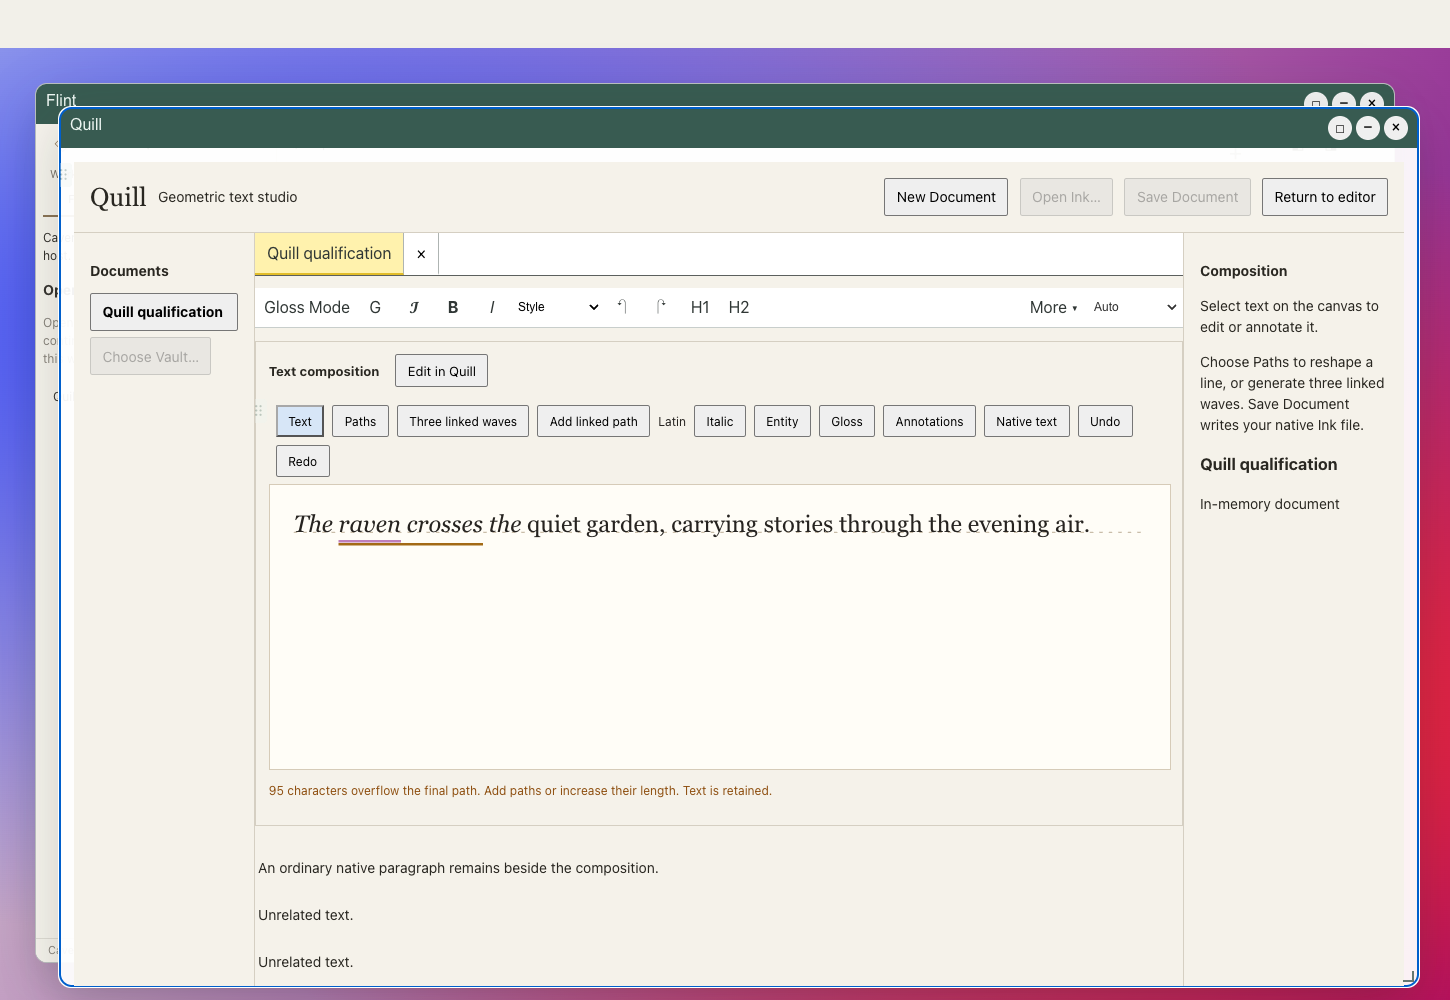 Flint
Quill
Quill Geometric text studio
New Document Open Ink... Save Document Return to editor
Documents
Quill qualification
Choose Vault...
Quill qualification ×
Gloss Mode G ℐ B I Style H1 H2 More ▾ Auto
Text composition Edit in Quill
Text Paths Three linked waves Add linked path Latin Italic Entity Gloss Annotations Native text Undo
Redo
The raven crosses the quiet garden, carrying stories through the evening air.
95 characters overflow the final path. Add paths or increase their length. Text is retained.
An ordinary native paragraph remains beside the composition.
Unrelated text.
Unrelated text.
Composition
Select text on the canvas to
edit or annotate it.
Choose Paths to reshape a
line, or generate three linked
waves. Save Document
writes your native Ink file.
Quill qualification
In-memory document